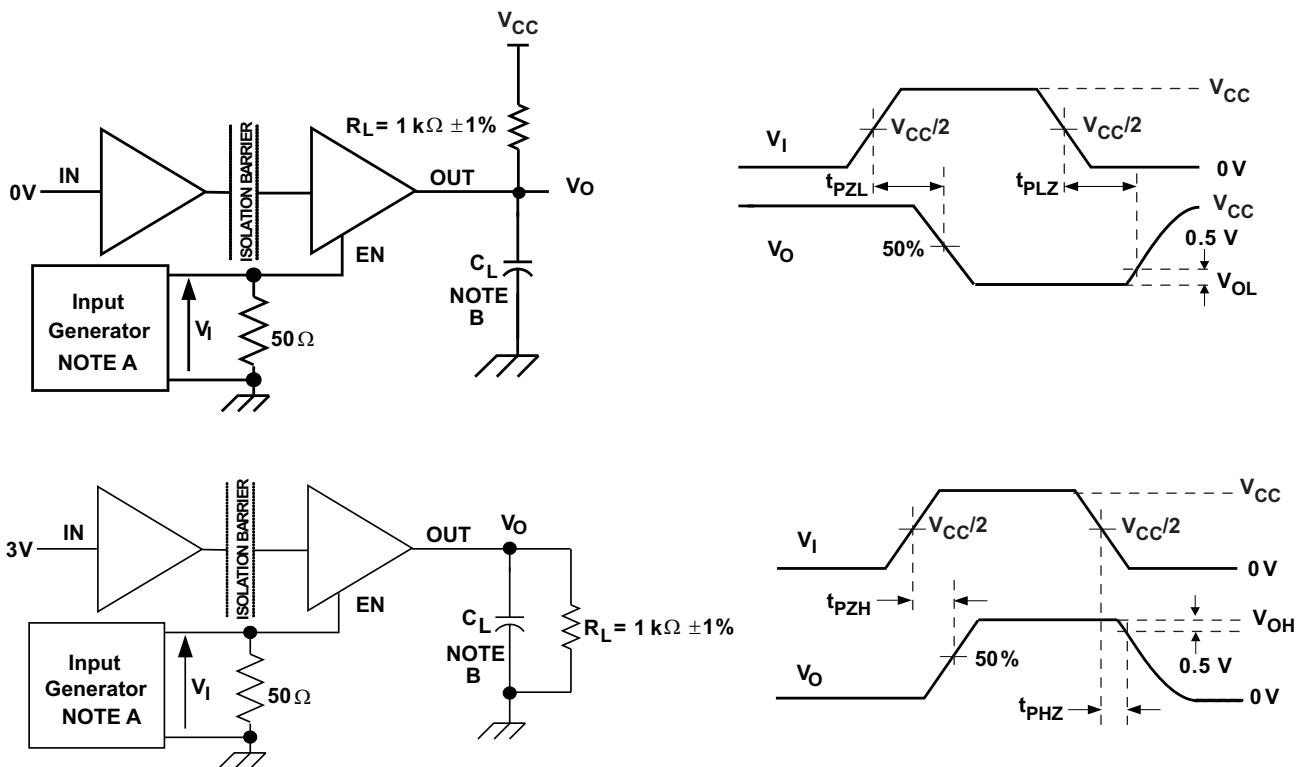 VCC
RL = 1 kΩ ±1%
ISOLATION BARRIER
0V
IN
OUT
VO
EN
CL
NOTE
B
Input
Generator
NOTE A
VI
50Ω
VCC
VI
VCC/2
VCC/2
0V
tPZL
tPLZ
VCC
VO
50%
0.5 V
VOL
ISOLATION BARRIER
3V
IN
OUT
VO
EN
CL
NOTE
B
RL = 1 kΩ ±1%
Input
Generator
NOTE A
VI
50Ω
VCC
VI
VCC/2
VCC/2
0V
tPZH
VOH
VO
50%
0.5 V
tPHZ
0V